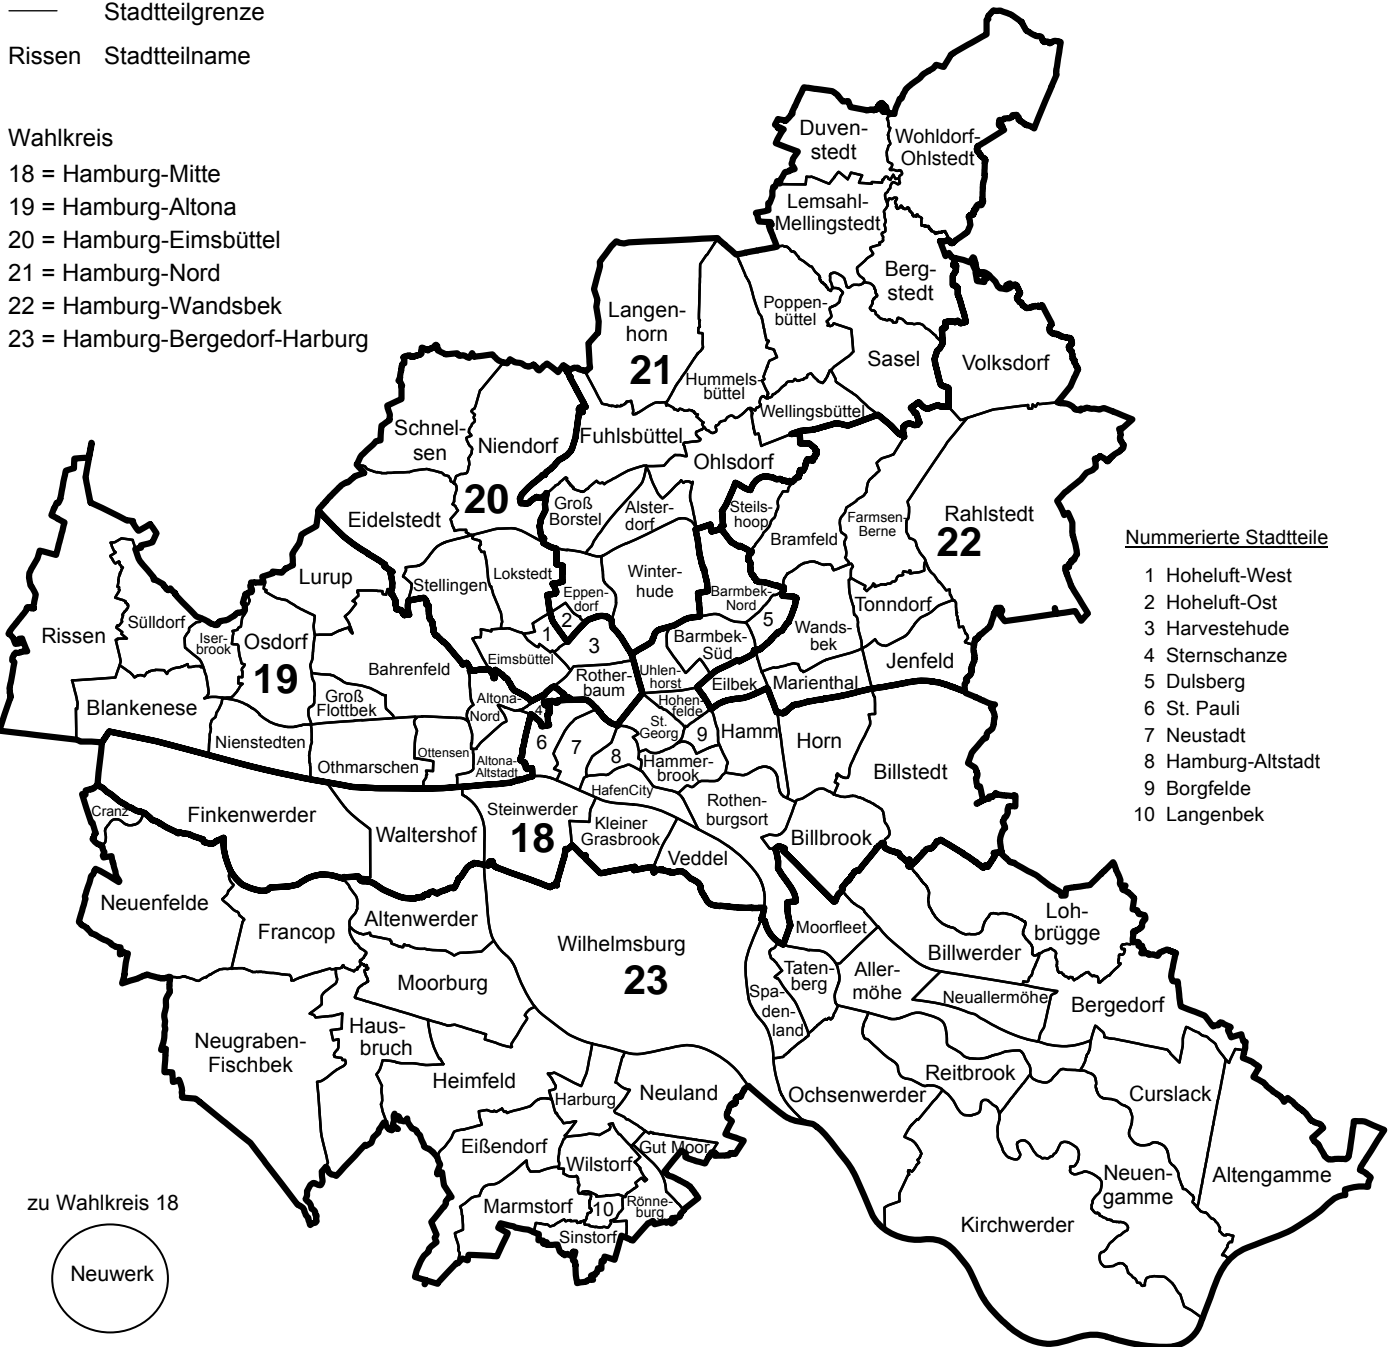 Stadtteilgrenze
Rissen Stadtteilname
Wahlkreis
18 = Hamburg-Mitte
19 = Hamburg-Altona
20 = Hamburg-Eimsbüttel
21 = Hamburg-Nord
22 = Hamburg-Wandsbek
23 = Hamburg-Bergedorf-Harburg
Duven-
stedt
Wohldorf-
Ohlstedt
Lemsahl-
Mellingstedt
Berg-
stedt
Poppen-
büttel
Langen-
horn
21
Hummels-
büttel
Sasel
Volksdorf
Wellingsbüttel
Schnel-
sen
Niendorf
20
Fuhlsbüttel
Ohlsdorf
Eidelstedt
Groß
Borstel
Alster-
dorf
Steils-
hoop
Bramfeld
Farmsen-
Berne
Rahlstedt
22
Nummerierte Stadtteile
1 Hoheluft-West
2 Hoheluft-Ost
3 Harvestehude
4 Sternschanze
5 Dulsberg
6 St. Pauli
7 Neustadt
8 Hamburg-Altstadt
9 Borgfelde
10 Langenbek
Lurup
Stellingen
Lokstedt
Eppen-
dorf
Winter-
hude
Barmbek-
Nord
5
Tonndorf
Wands-
bek
Jenfeld
Rissen
Sülldorf
Iser-
brook
Osdorf
19
Bahrenfeld
Eimsbüttel
1
2
3
Rother-
baum
Barmbek-
Süd
Uhlen-
horst
Eilbek
Marienthal
Blankenese
Nienstedten
Groß
Flottbek
Othmarschen
Ottensen
Altona-
Nord
Altona-
Altstadt
4
6
7
8
St.
Georg
Hohen-
felde
9
Hamm
Horn
Billstedt
Hammer-
brook
HafenCity
Rothen-
burgsort
Billbrook
Cranz
Finkenwerder
Waltershof
Steinwerder
18
Kleiner
Grasbrook
Veddel
Neuenfelde
Francop
Altenwerder
Moorburg
Wilhelmsburg
23
Moorfleet
Billwerder
Loh-
brügge
Spa-
den-
land
Taten-
berg
Aller-
möhe
Neuallermöhe
Bergedorf
Neugraben-
Fischbek
Haus-
bruch
Heimfeld
Harburg
Neuland
Ochsenwerder
Reitbrook
Curslack
Eißendorf
Wilstorf
Gut Moor
Neuen-
gamme
Altengamme
Marmstorf
10
Rönne-
burg
Sinstorf
Kirchwerder
zu Wahlkreis 18
Neuwerk